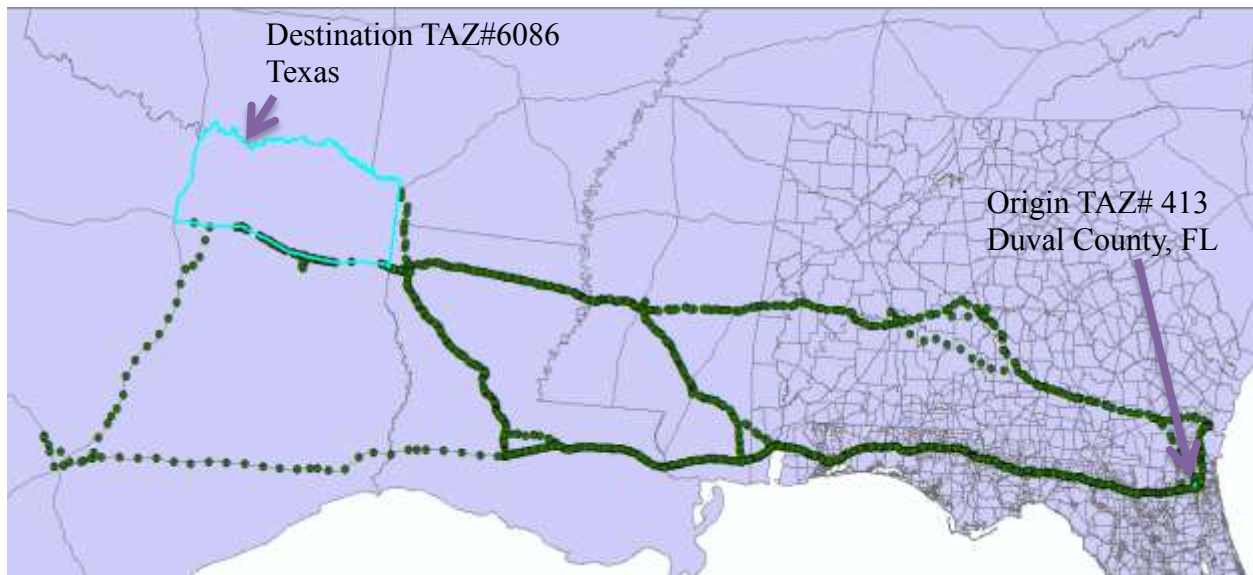 Destination TAZ#6086
Texas
Origin TAZ# 413
Duval County, FL